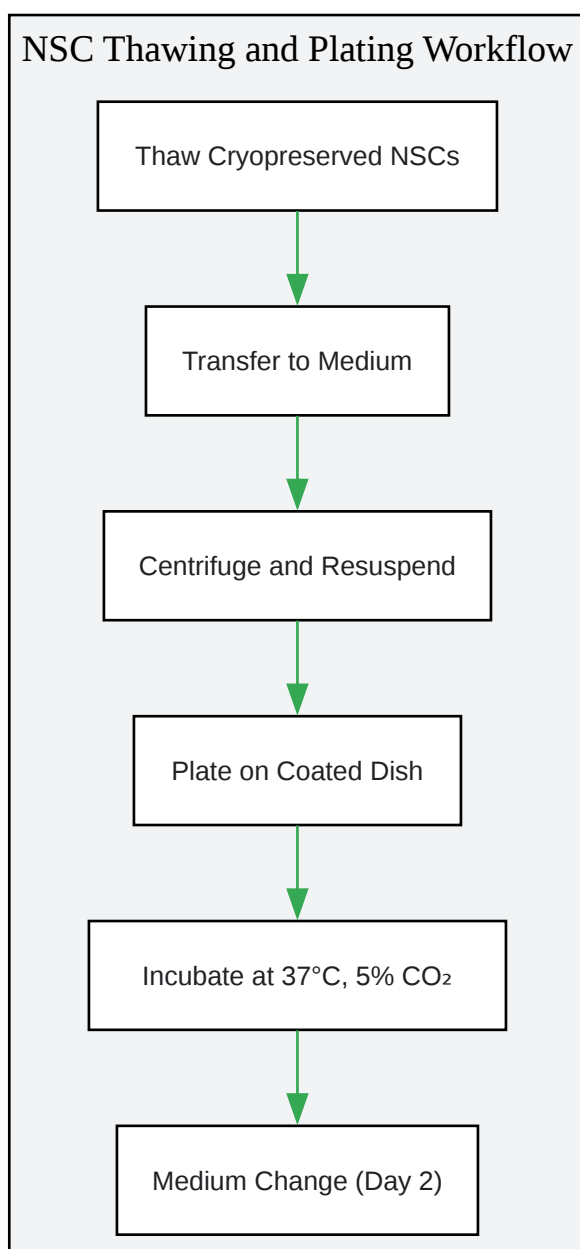 NSC Thawing and Plating Workflow
Thaw Cryopreserved NSCs
Transfer to Medium
Centrifuge and Resuspend
Plate on Coated Dish
Incubate at 37°C, 5% CO₂
Medium Change (Day 2)